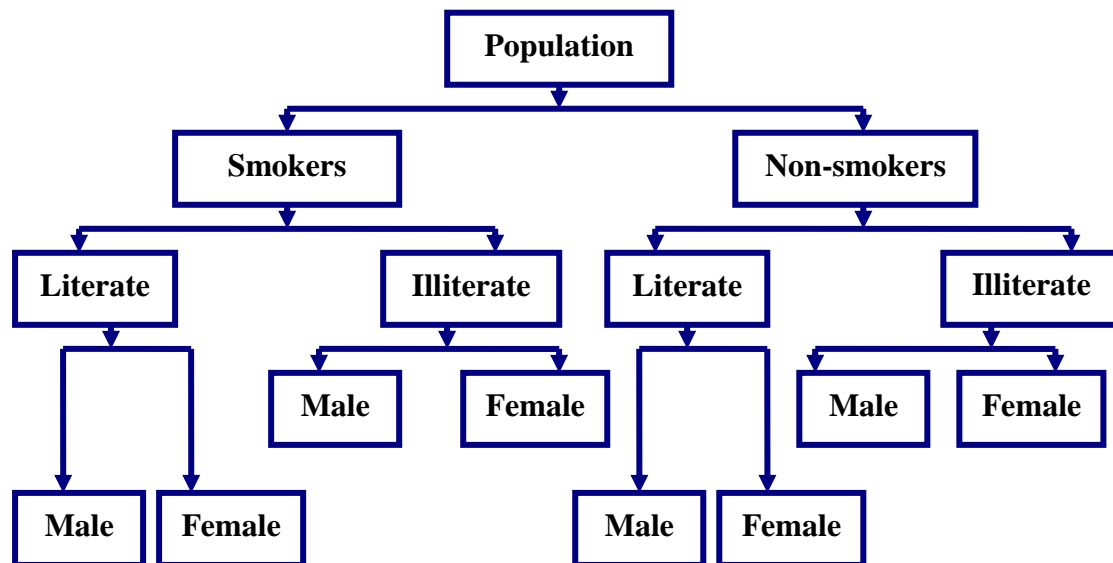 Population
Smokers
Non-smokers
Literate
Illiterate
Literate
Illiterate
Male
Female
Male
Female
Male
Female
Male
Female